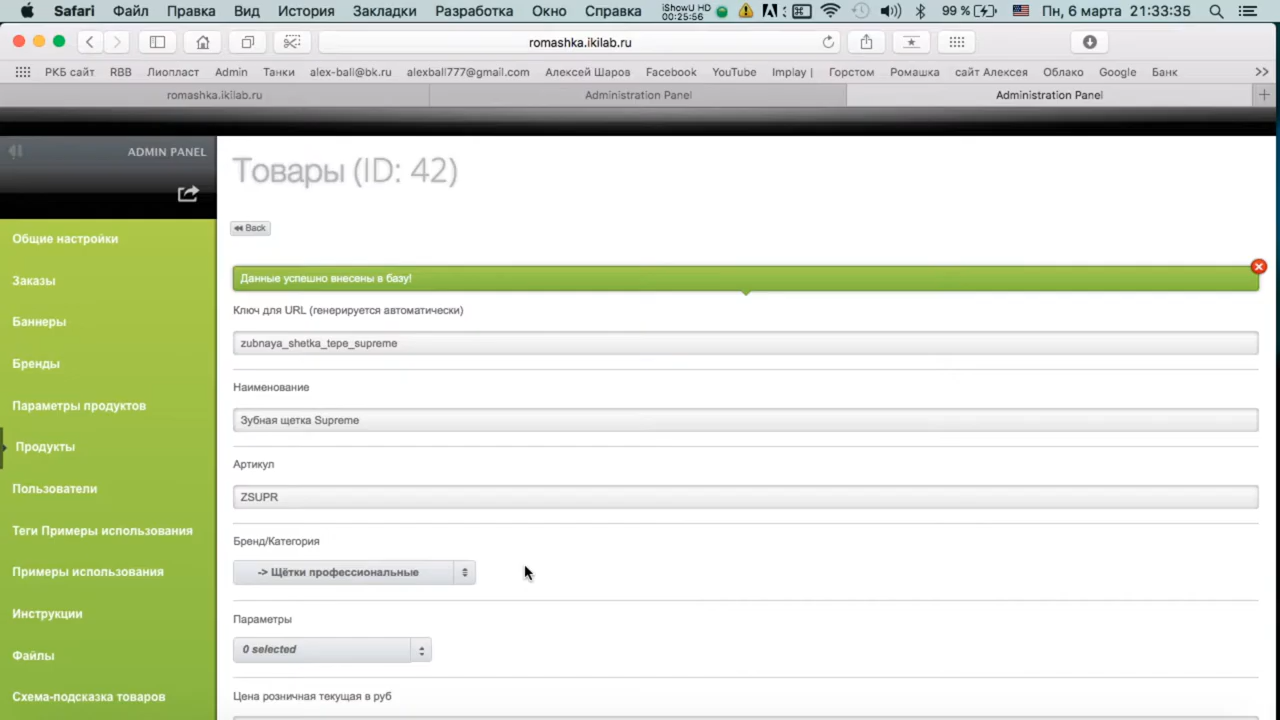 Safari Файл Правка Вид История Закладки Разработка Окно Справка iShowU HD 00:25:56 99 % Пн, 6 марта 21:33:35
romashka.ikilab.ru
РКБ сайт RBB Лиопласт Admin Танки alex-ball@bk.ru alexball777@gmail.com Алексей Шаров Facebook YouTube Implay | Горстом Ромашка сайт Алексея Облако Google Банк
romashka.ikilab.ru Administration Panel Administration Panel
ADMIN PANEL
Общие настройки
Заказы
Баннеры
Бренды
Параметры продуктов
Продукты
Пользователи
Теги Примеры использования
Примеры использования
Инструкции
Файлы
Схема-подсказка товаров
Товары (ID: 42)
Back
Данные успешно внесены в базу!
Ключ для URL (генерируется автоматически)
zubnaya_shetka_tepe_supreme
Наименование
Зубная щетка Supreme
Артикул
ZSUPR
Бренд/Категория
-> Щётки профессиональные
Параметры
0 selected
Цена розничная текущая в руб